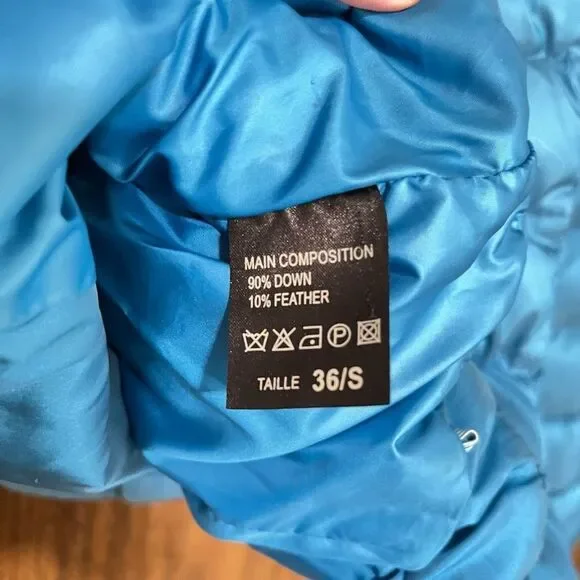 MAIN COMPOSITION
90% DOWN
10% FEATHER
P
TAILLE 36/S